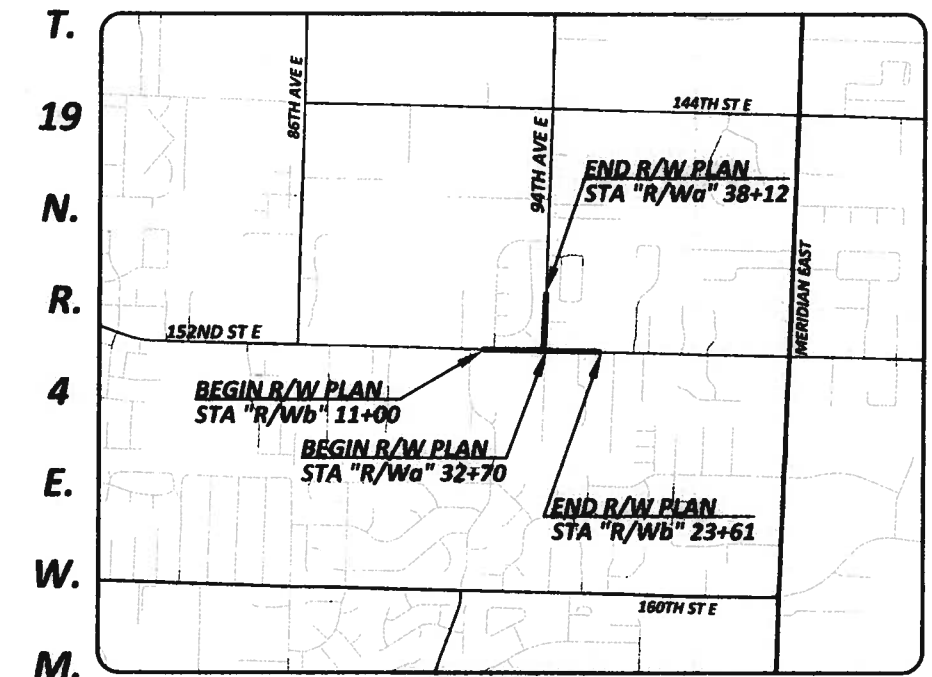 T.
19
N.
R.
4
E.
W.
M.
86TH AVE E
144TH ST E
94TH AVE E
END R/W PLAN
STA "R/Wa" 38+12
MERIDIAN EAST
152ND ST E
BEGIN R/W PLAN
STA "R/Wb" 11+00
BEGIN R/W PLAN
STA "R/Wa" 32+70
END R/W PLAN
STA "R/Wb" 23+61
160TH ST E